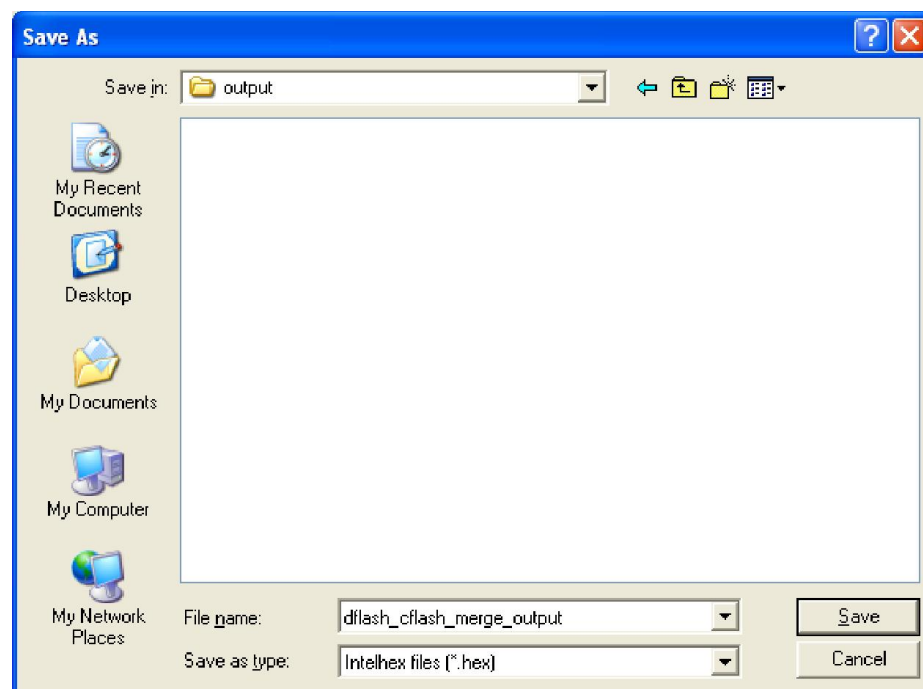 Save As
Save in:
output
My Recent
Documents
Desktop
My Documents
My Computer
My Network
Places
File name:
dflash_cflash_merge_output
Save
Save as type:
Intelhex files (*.hex)
Cancel